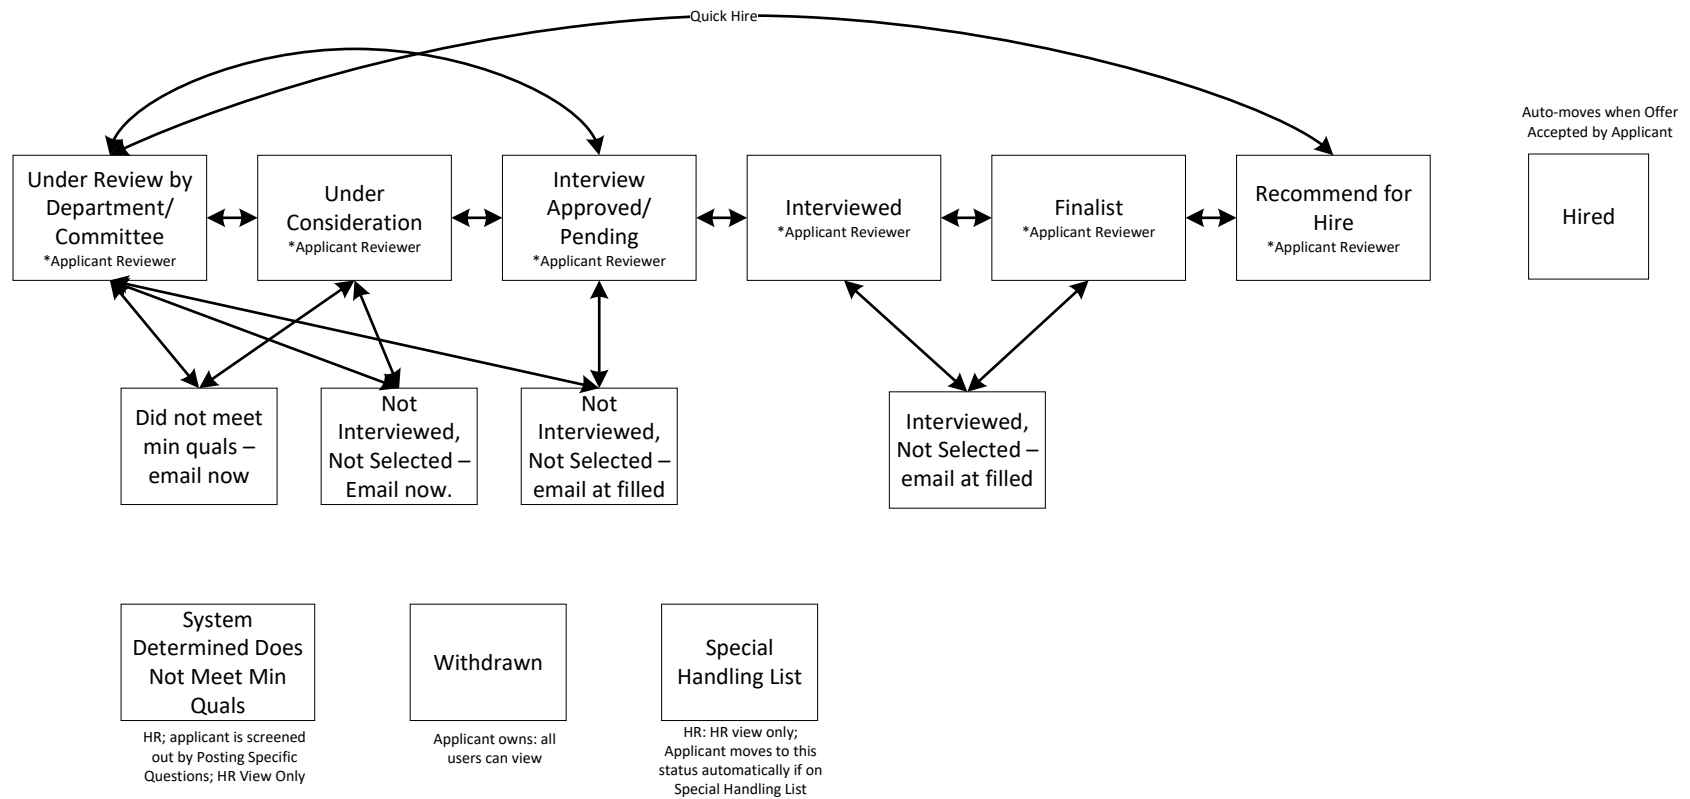 Quick Hire
Auto-moves when Offer
Accepted by Applicant
Under Review by
Department/
Committee
*Applicant Reviewer
Under
Consideration
*Applicant Reviewer
Interview
Approved/
Pending
*Applicant Reviewer
Interviewed
*Applicant Reviewer
Finalist
*Applicant Reviewer
Recommend for
Hire
*Applicant Reviewer
Hired
Did not meet
min quals –
email now
Not
Interviewed,
Not Selected –
Email now.
Not
Interviewed,
Not Selected –
email at filled
Interviewed,
Not Selected –
email at filled
System
Determined Does
Not Meet Min
Quals
HR; applicant is screened
out by Posting Specific
Questions; HR View Only
Withdrawn
Applicant owns: all
users can view
Special
Handling List
HR: HR view only;
Applicant moves to this
status automatically if on
Special Handling List